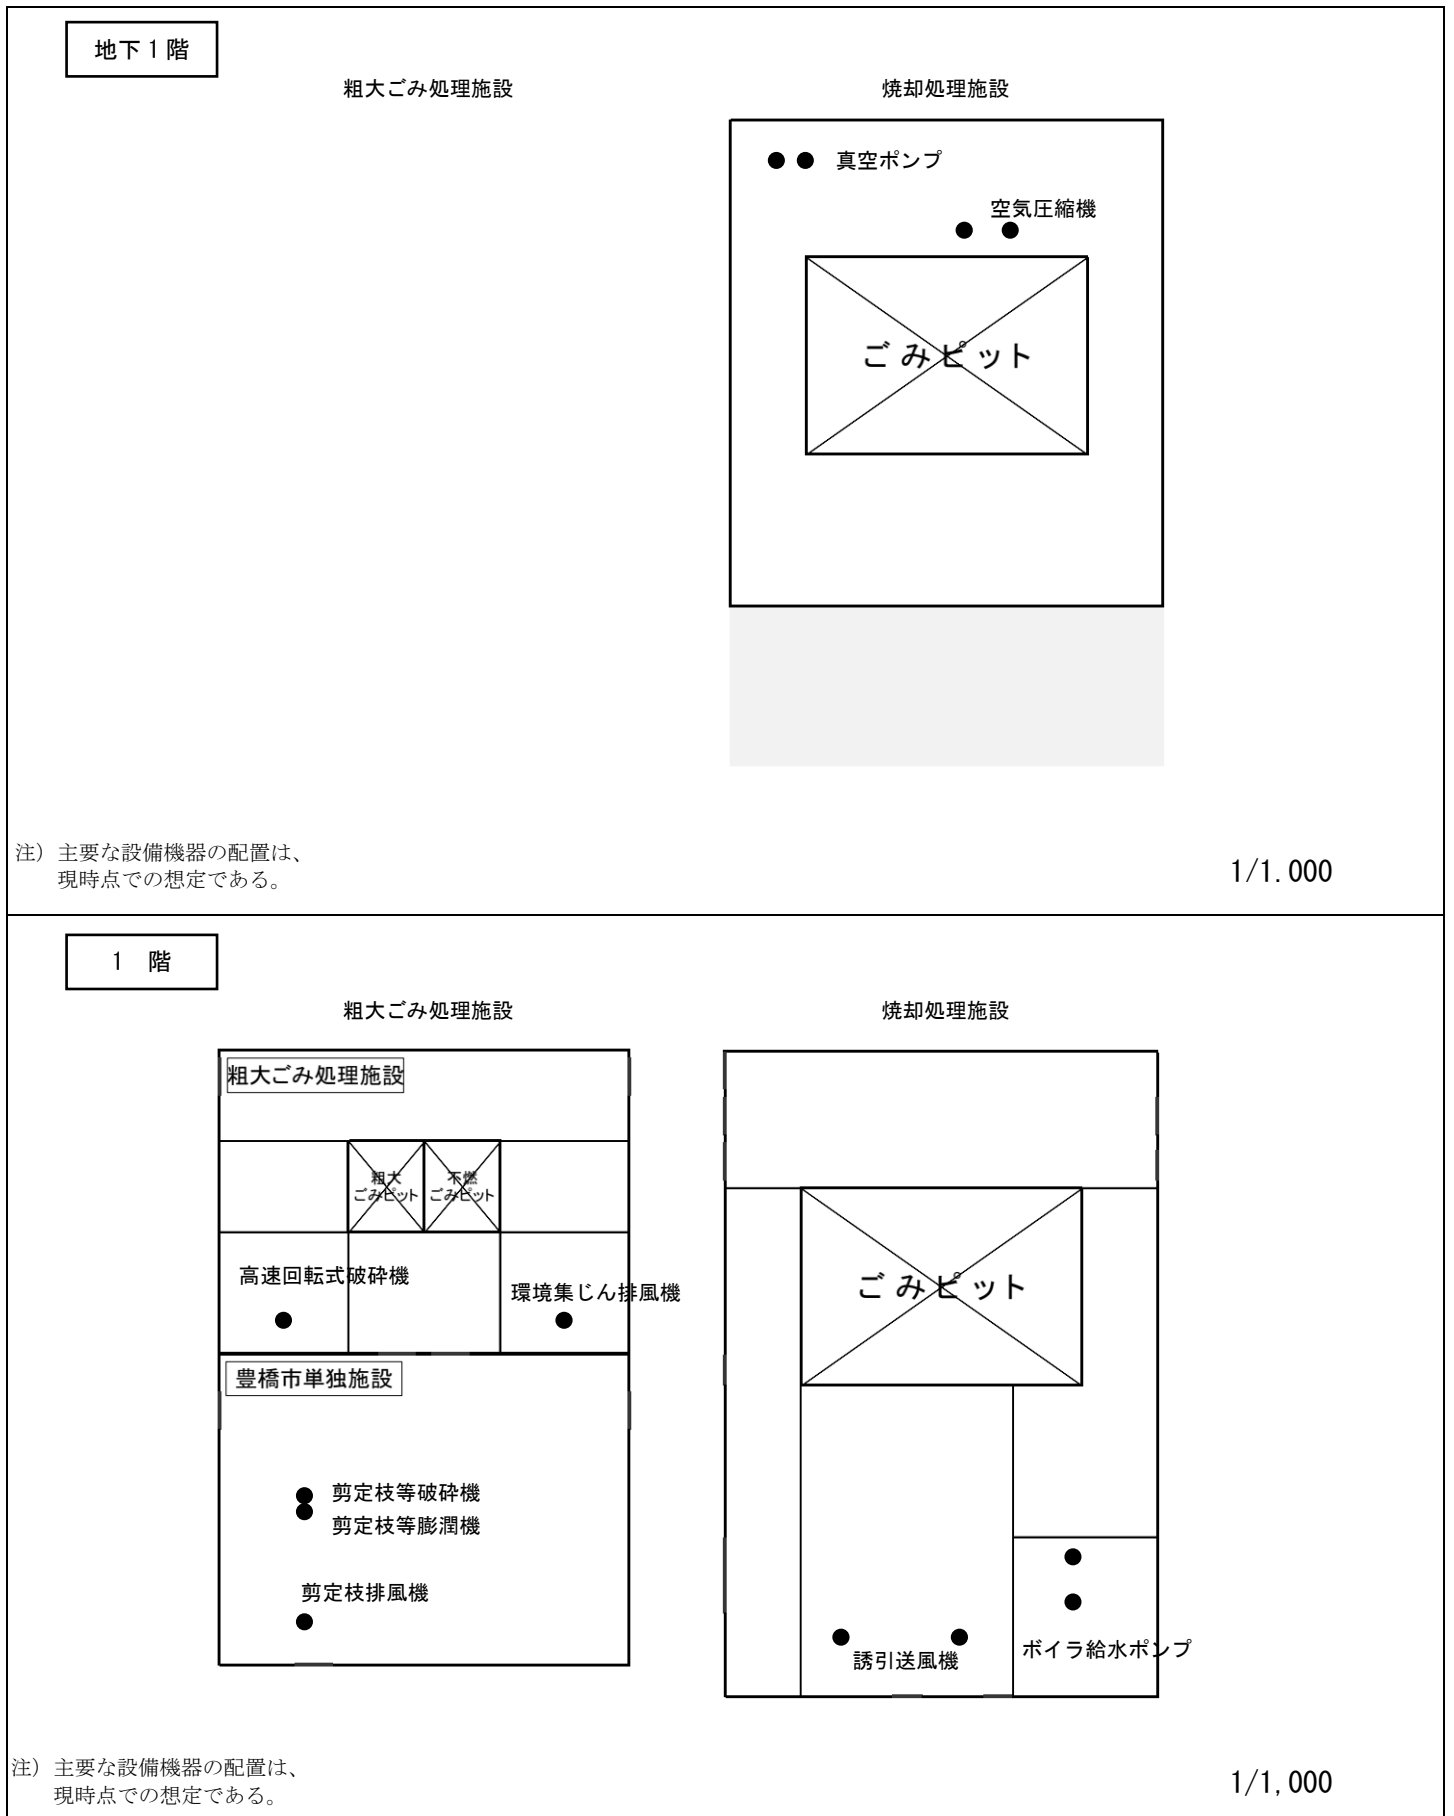 地下1階
粗大ごみ処理施設
焼却処理施設
真空ポンプ
空気圧縮機
ごみピット
注）主要な設備機器の配置は、
現時点での想定である。
1/1.000
1 階
粗大ごみ処理施設
焼却処理施設
粗大ごみ処理施設
粗大
ごみピット
不燃
ごみピット
高速回転式破砕機
環境集じん排風機
ごみピット
豊橋市単独施設
剪定枝等破砕機
剪定枝等膨潤機
剪定枝排風機
誘引送風機
ボイラ給水ポンプ
注）主要な設備機器の配置は、
現時点での想定である。
1/1,000